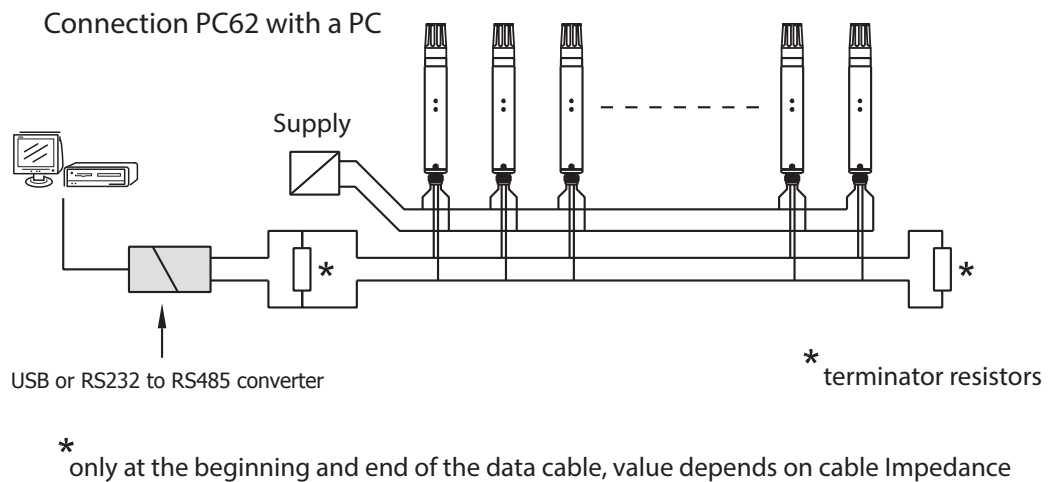 Connection PC62 with a PC
Supply
*
*
USB or RS232 to RS485 converter
* terminator resistors
*only at the beginning and end of the data cable, value depends on cable Impedance